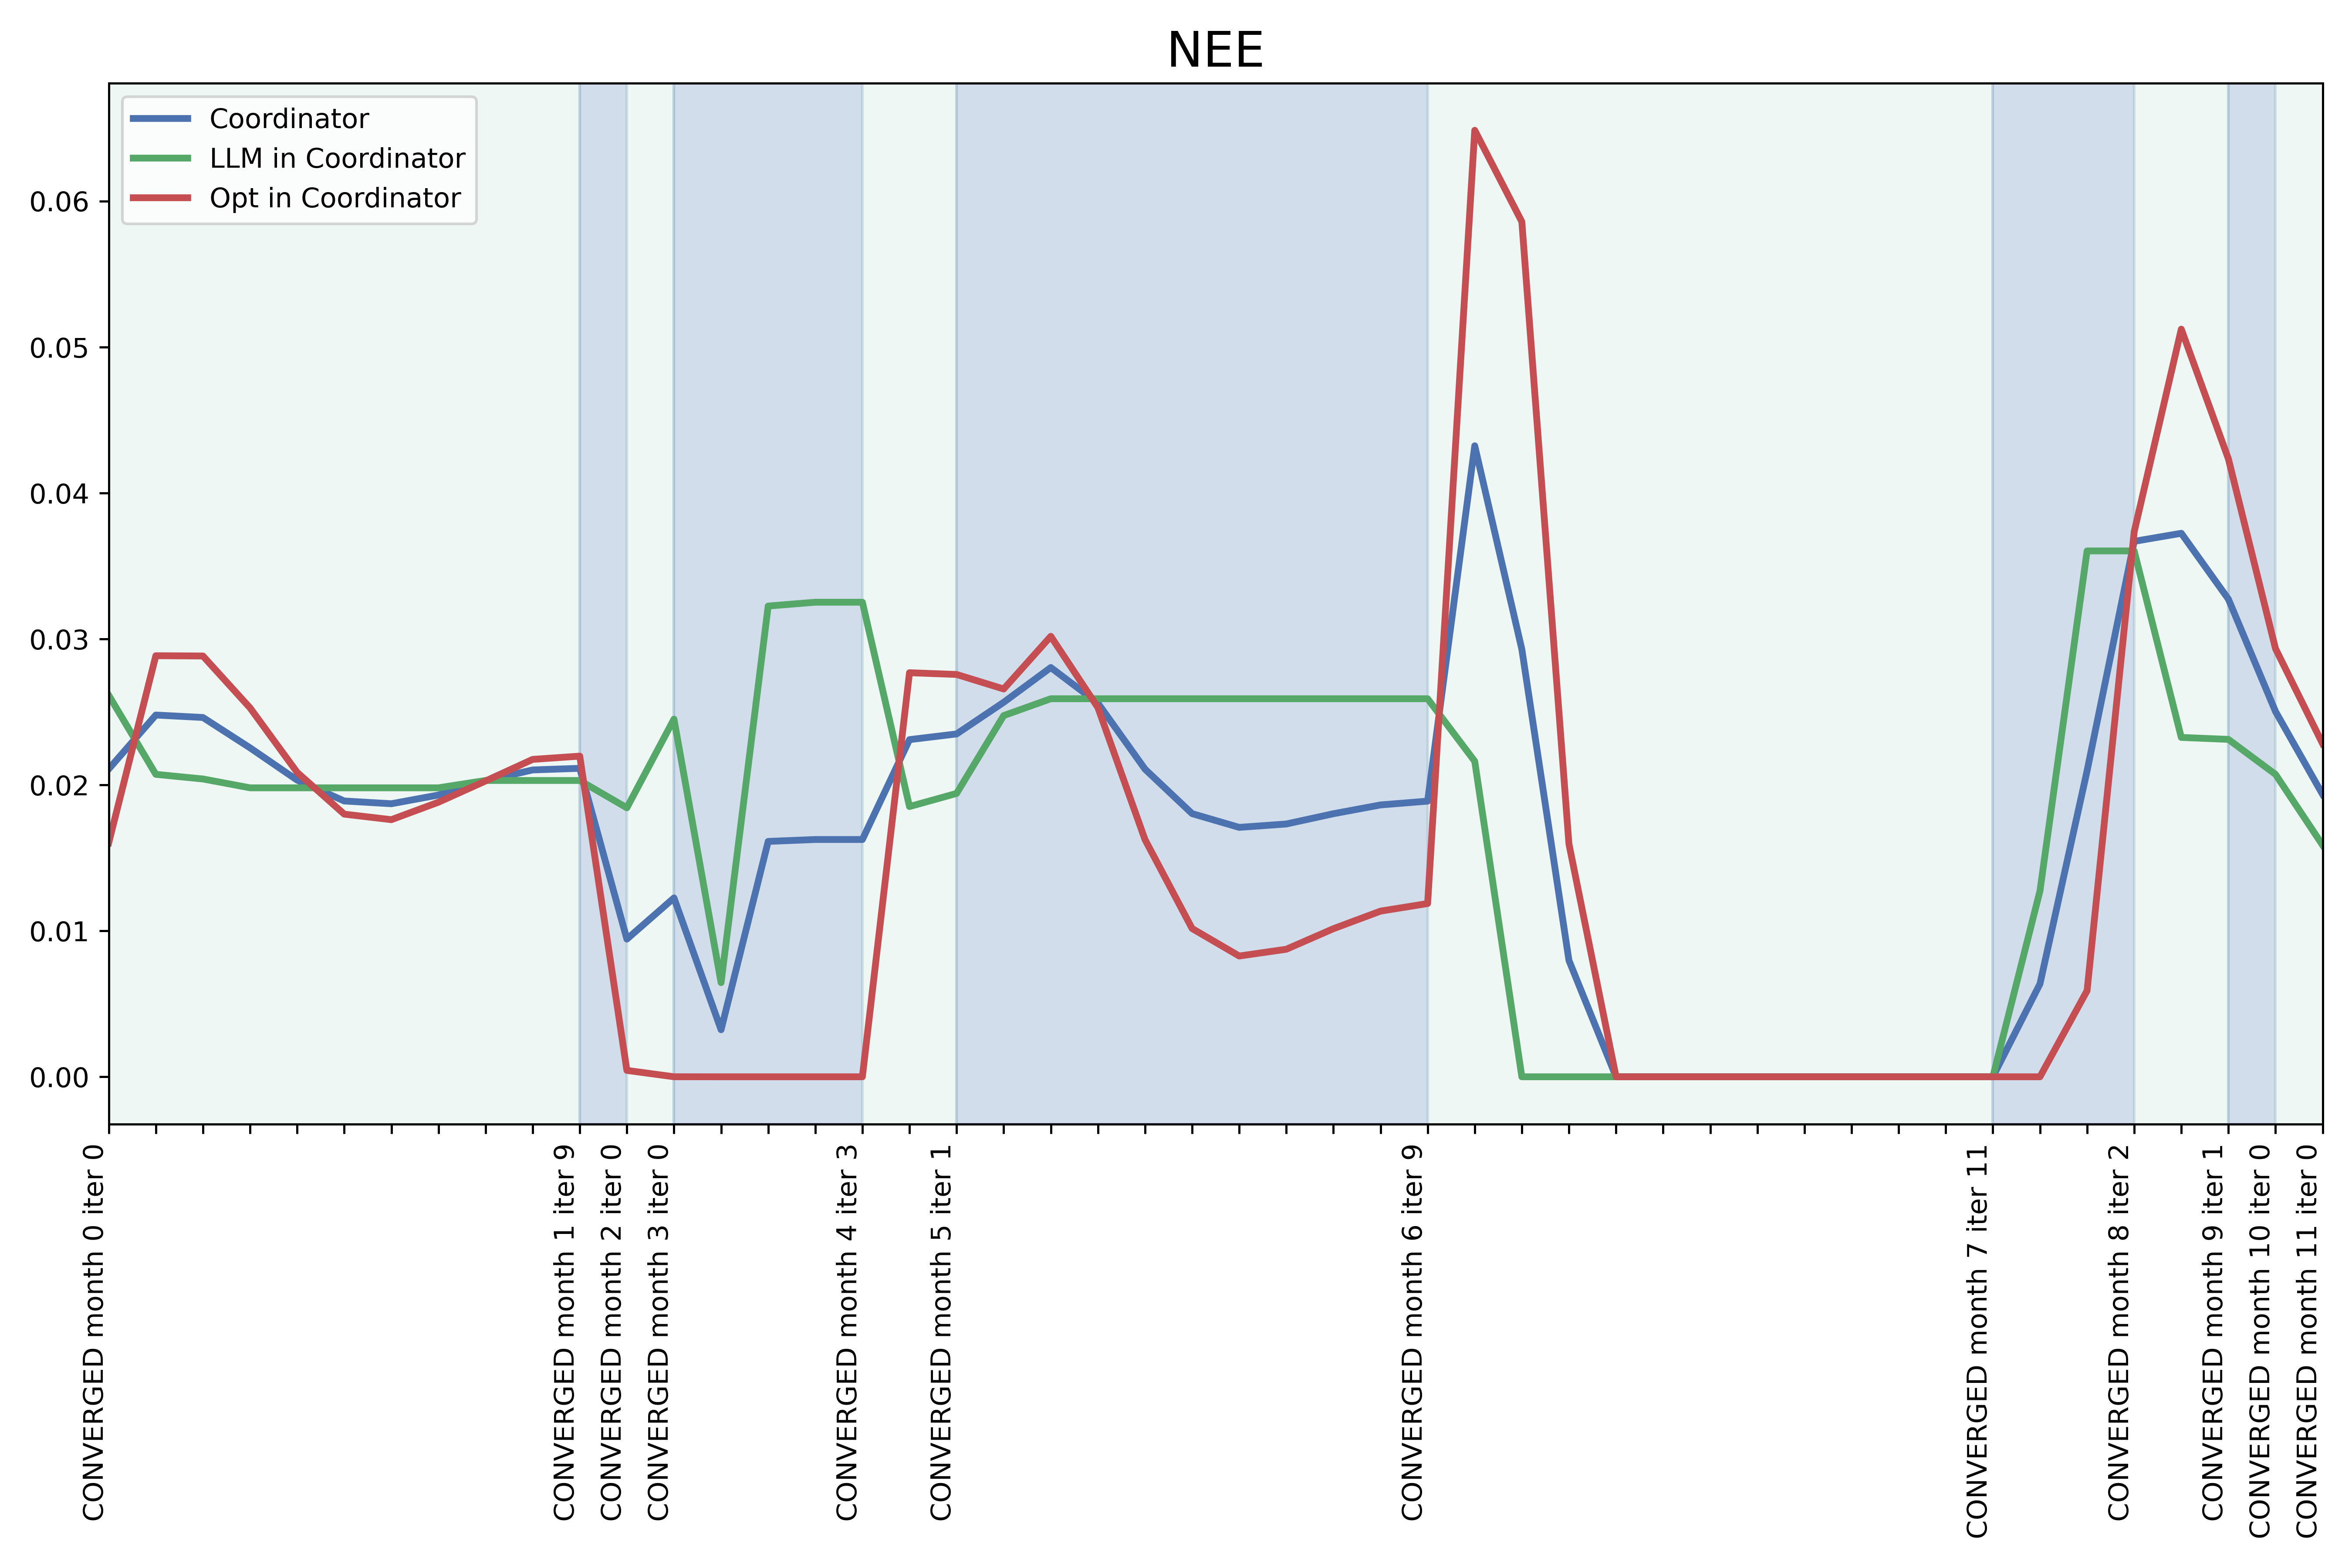 NEE
Coordinator
LLM in Coordinator
Opt in Coordinator
0.06
0.05
0.04
0.03
0.02
0.01
0.00
CONVERGED month 0 iter 0
CONVERGED month 1 iter 9
CONVERGED month 2 iter 0
CONVERGED month 3 iter 0
CONVERGED month 4 iter 3
CONVERGED month 5 iter 1
CONVERGED month 6 iter 9
CONVERGED month 7 iter 11
CONVERGED month 8 iter 2
CONVERGED month 9 iter 1
CONVERGED month 10 iter 0
CONVERGED month 11 iter 0